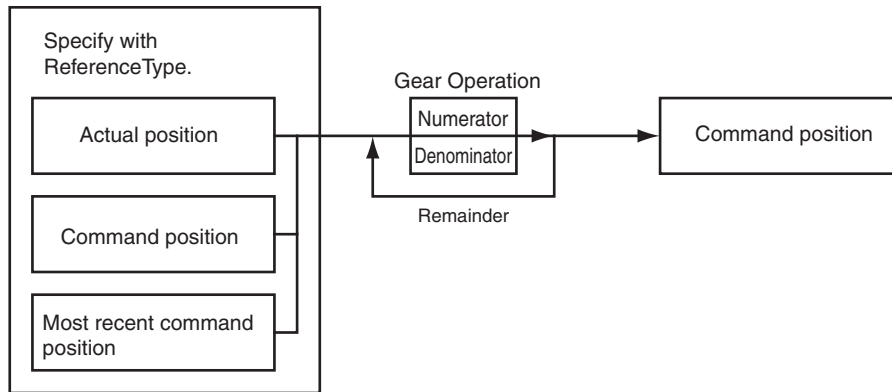 Specify with
ReferenceType.
Actual position
Command position
Most recent command
position
Gear Operation
Numerator
Denominator
Remainder
Command position